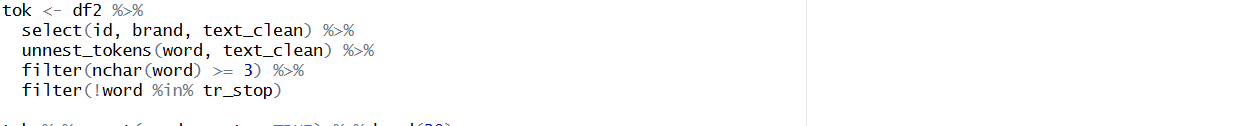 tok <- df2 %>%
  select(id, brand, text_clean) %>%
  unnest_tokens(word, text_clean) %>%
  filter(nchar(word) >= 3) %>%
  filter(!word %in% tr_stop)